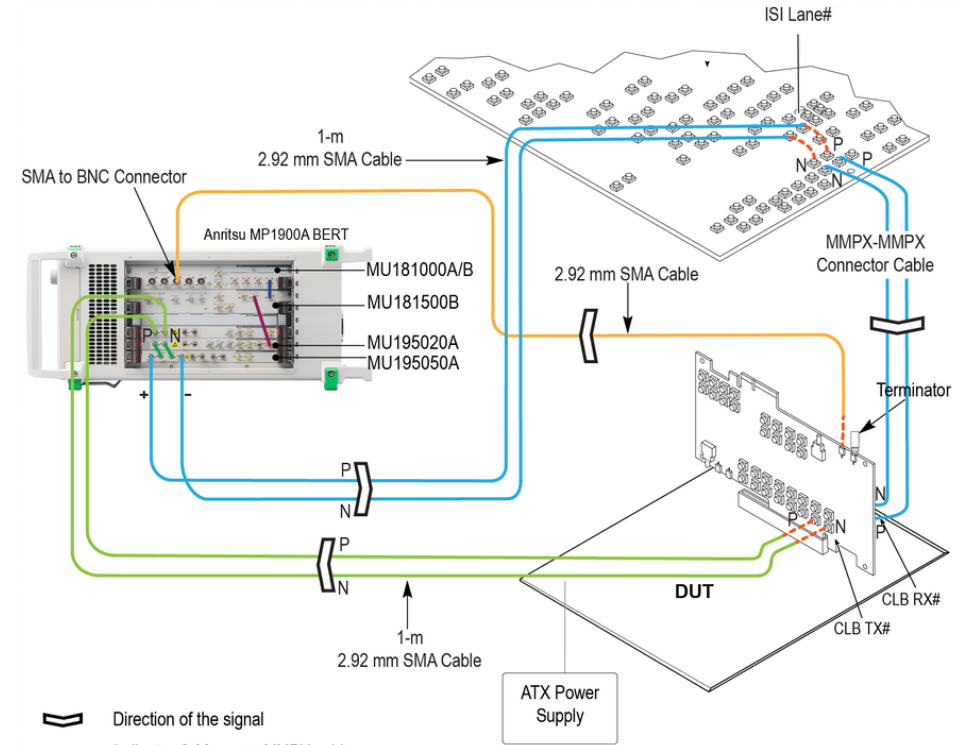 ISI Lane#
1-m
2.92 mm SMA Cable
SMA to BNC Connector
P
P
N
N
Anritsu MP1900A BERT
MMPX-MMPX
Connector Cable
MU181000A/B
2.92 mm SMA Cable
MU181500B
P
N
MU195020A
MU195050A
Terminator
+
–
P
N
N
P
P
N
P
N
DUT
CLB RX#
CLB TX#
1-m
2.92 mm SMA Cable
ATX Power
Supply
Direction of the signal